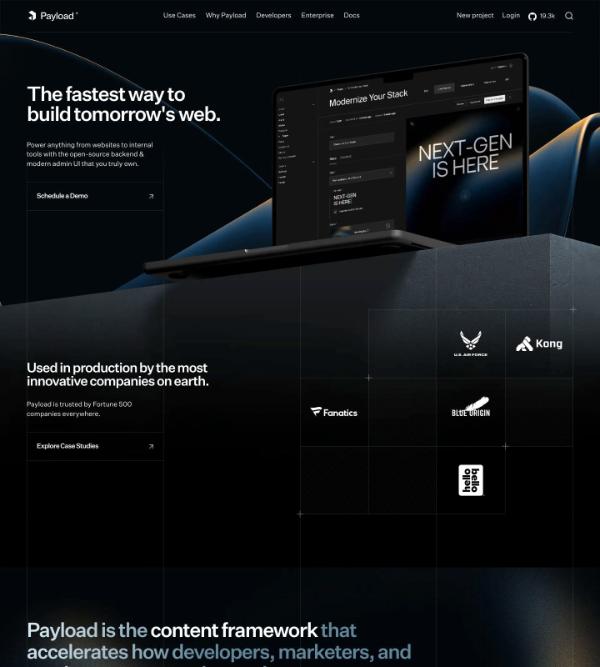 Payload
Use Cases
Why Payload
Developers
Enterprise
Docs
New project
Login
19.3k
The fastest way to
build tomorrow's web.
Power anything from websites to internal
tools with the open-source backend &
modern admin UI that you truly own.
Schedule a Demo
Modernize Your Stack
NEXT-GEN
IS HERE
NEXT-GEN
IS HERE
Used in production by the most
innovative companies on earth.
Payload is trusted by Fortune 500
companies everywhere.
Explore Case Studies
U.S. AIR FORCE
Kong
Fanatics
BLUE ORIGIN
hello
hello
Payload is the content framework that
accelerates how developers, marketers, and